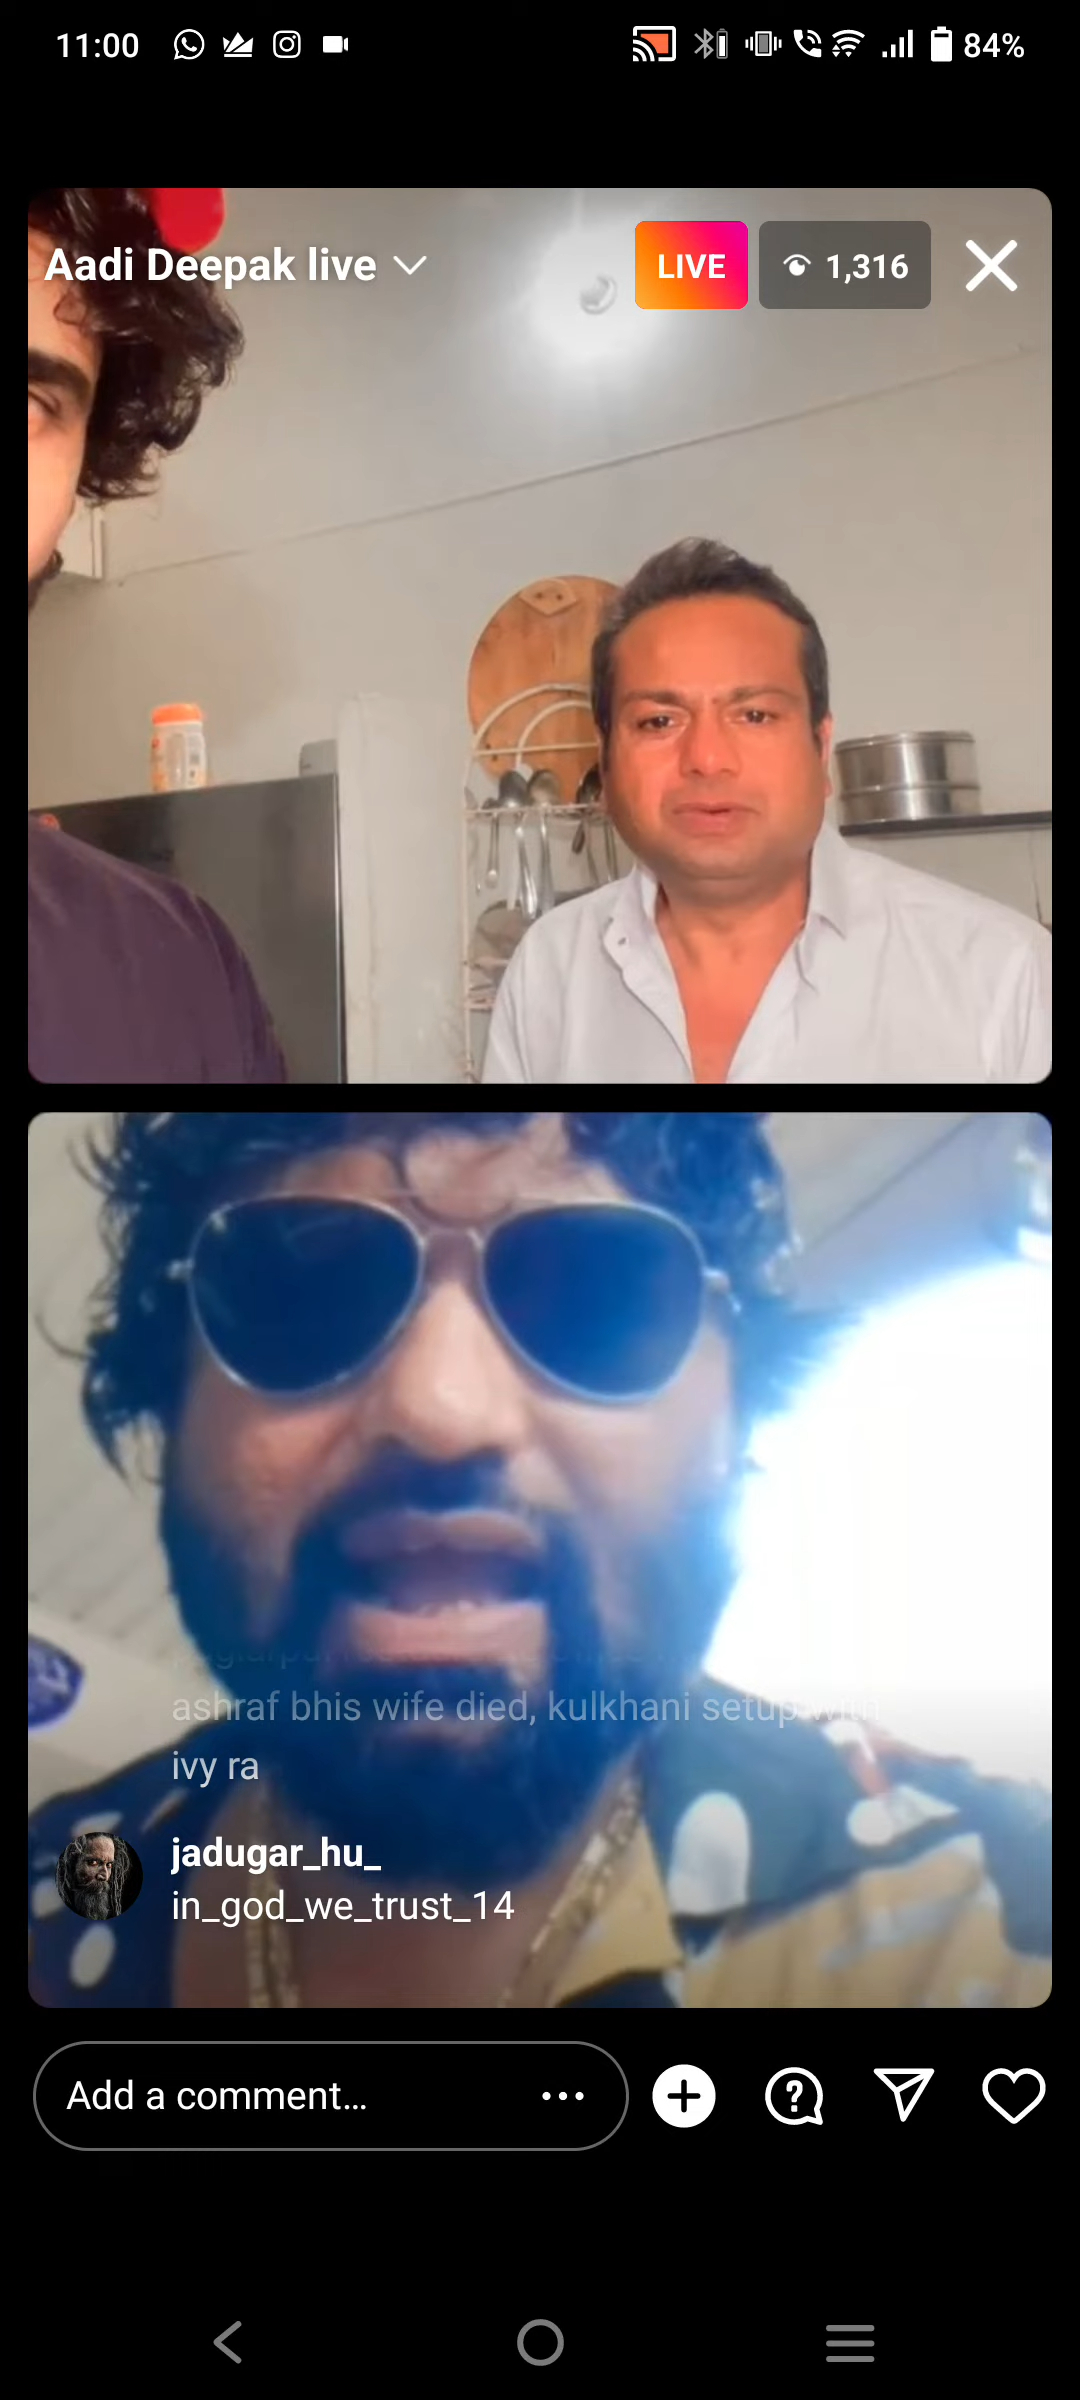 11:00
84%
Aadi Deepak live
LIVE
1,316
ashraf bhis wife died, kulkhani setup with
ivy ra
jadugar_hu_
in_god_we_trust_14
Add a comment...